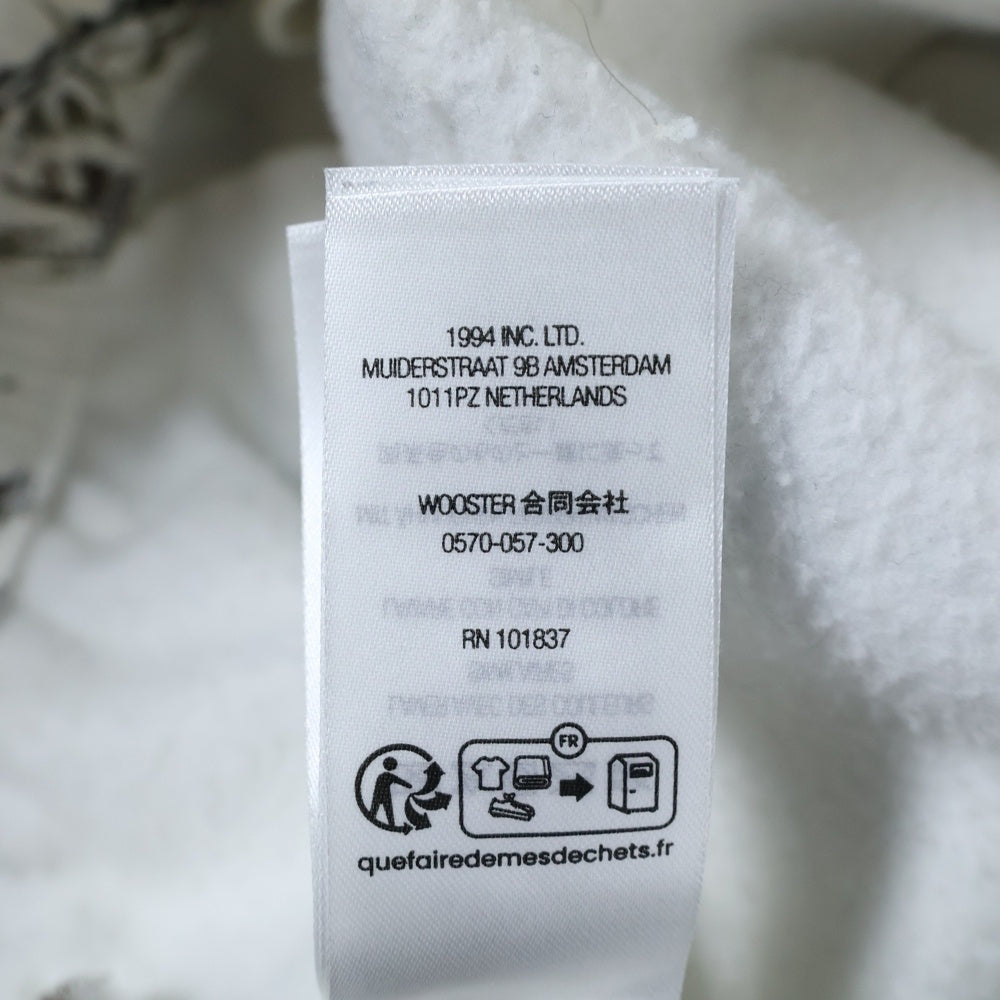 1994 INC. LTD.
MUIDERSTRAAT 9B AMSTERDAM
1011PZ NETHERLANDS
WOOSTER 合同会社
0570-057-300
RN 101837
FR
quefairedemesdechets.fr